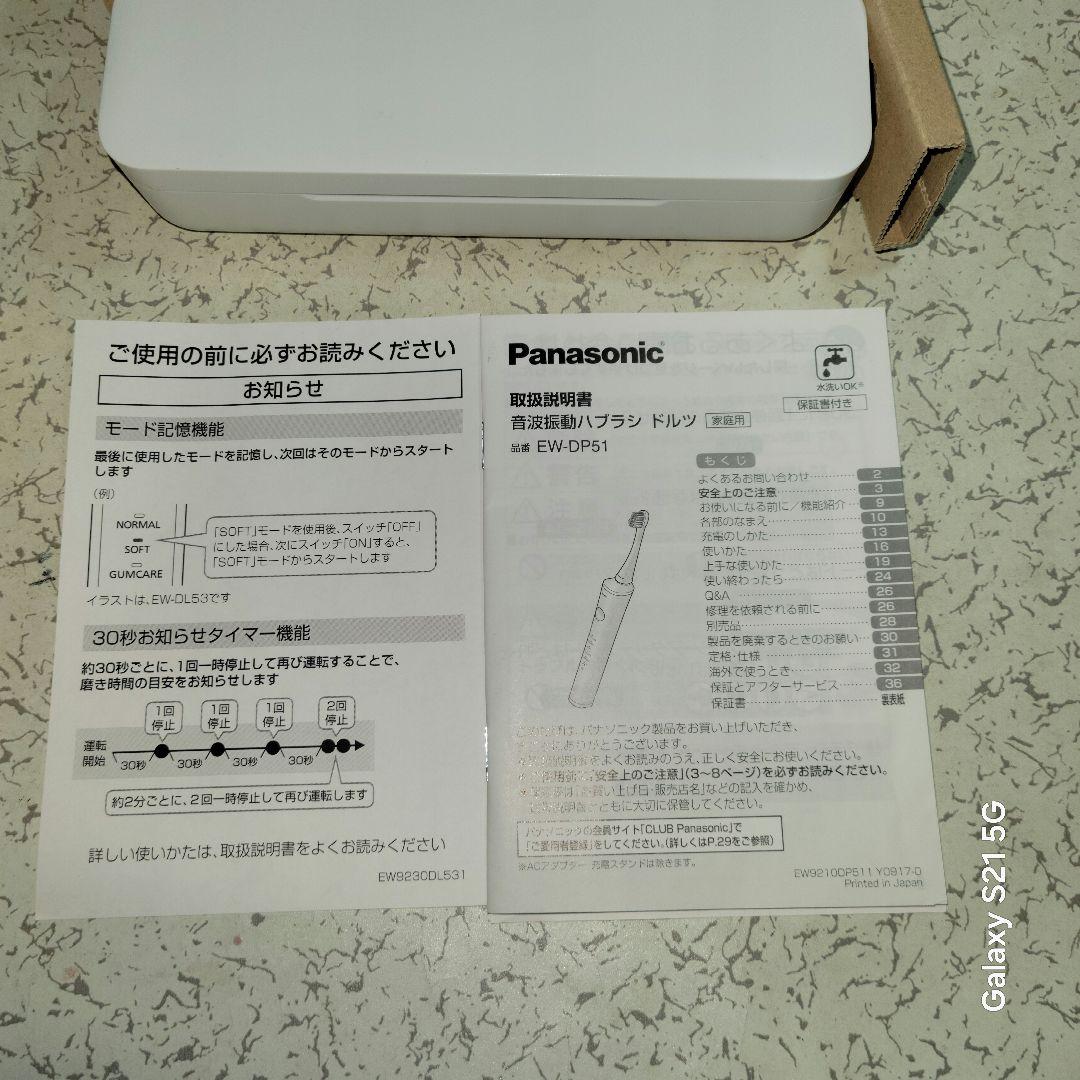 ご使用の前に必ずお読みください
お知らせ
モード記憶機能
最後に使用したモードを記憶し、次回はそのモードからスタート
します
(例)
NORMAL
SOFT
GUMCARE
「SOFT」モードを使用後、スイッチ「OFF」
にした場合、次にスイッチ「ON」すると、
「SOFT」モードからスタートします
イラストは、EW-DL53です
30秒お知らせタイマー機能
約30秒ごとに、1回一時停止して再び運転することで、
磨き時間の目安をお知らせします
1回
停止
1回
停止
1回
停止
2回
停止
運転
開始
30秒
30秒
30秒
30秒
約2分ごとに、2回一時停止して再び運転します
詳しい使いかたは、取扱説明書をよくお読みください
EW9230DL531
Panasonic
水洗いOK※
取扱説明書
保証書付き
音波振動ハブラシ ドルツ 家庭用
品番 EW-DP51
もくじ
よくあるお問い合わせ 2
安全上のご注意 3
お使いになる前に/機能紹介 9
各部のなまえ 10
充電のしかた 13
使いかた 16
上手な使いかた 19
使い終わったら 24
Q&A 26
修理を依頼される前に 26
別売品 28
製品を廃棄するときのお願い 30
定格・仕様 31
海外で使うとき 32
保証とアフターサービス 36
保証書 裏表紙
パナソニック製品をお買い上げいただき、
ありがとうございます。
をよくお読みのうえ、正しく安全にお使いください。
「安全上のご注意」(3~8ページ)を必ずお読みください。
「お買い上げ日・販売店名」などの記入を確かめ、
ともに大切に保管してください。
パナソニックの会員サイト「CLUB Panasonic」で
「ご愛用者登録」をしてください。(詳しくはP.29をご参照)
※ACアダプター 充電スタンドは除きます。
EW9210DP511 Y0917-0
Printed in Japan
Galaxy S21 5G